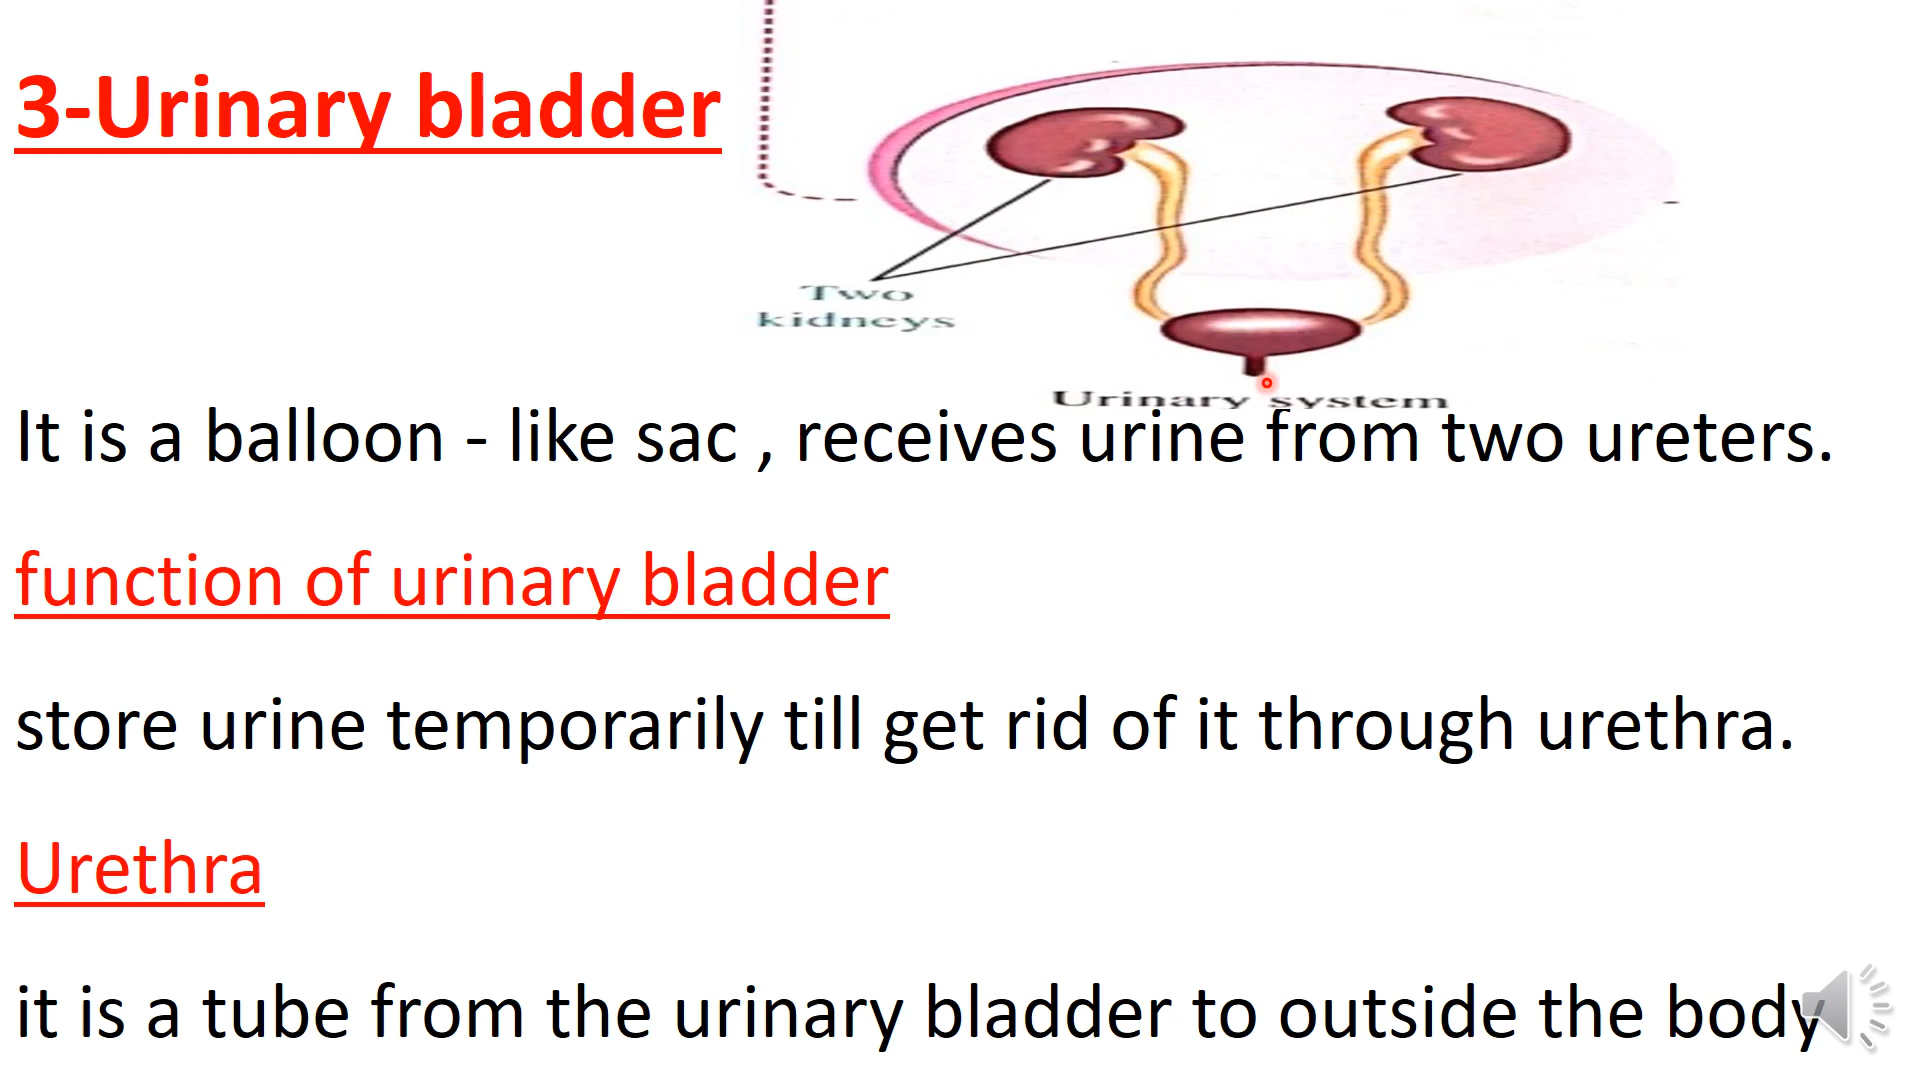 3-Urinary bladder
Two
kidneys
Urinary system
It is a balloon - like sac , receives urine from two ureters.
function of urinary bladder
store urine temporarily till get rid of it through urethra.
Urethra
it is a tube from the urinary bladder to outside the body